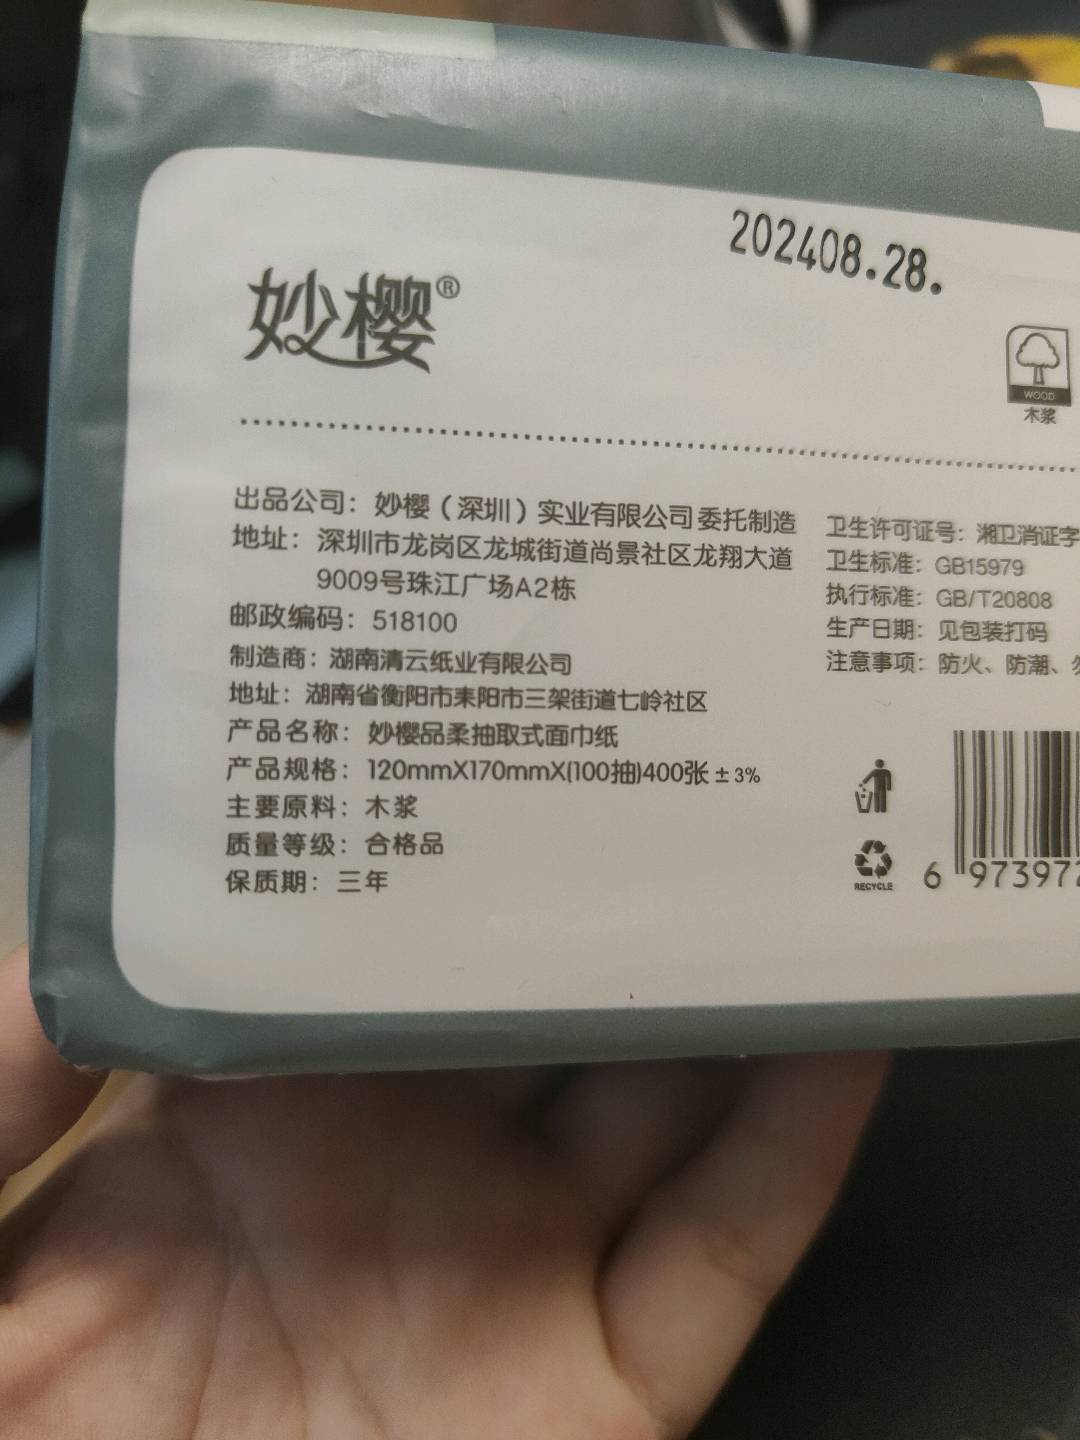 202408.28.
妙樱®
WOOD
木浆
出品公司：妙樱（深圳）实业有限公司委托制造
地址：深圳市龙岗区龙城街道尚景社区龙翔大道
9009号珠江广场A2栋
邮政编码：518100
制造商：湖南清云纸业有限公司
地址：湖南省衡阳市耒阳市三架街道七岭社区
产品名称：妙樱品柔抽取式面巾纸
产品规格：120mmX170mmX(100抽)400张±3%
主要原料：木浆
质量等级：合格品
保质期：三年
卫生许可证号：湘卫消证字
卫生标准：GB15979
执行标准：GB/T20808
生产日期：见包装打码
注意事项：防火、防潮、
RECYCLE
6 973972